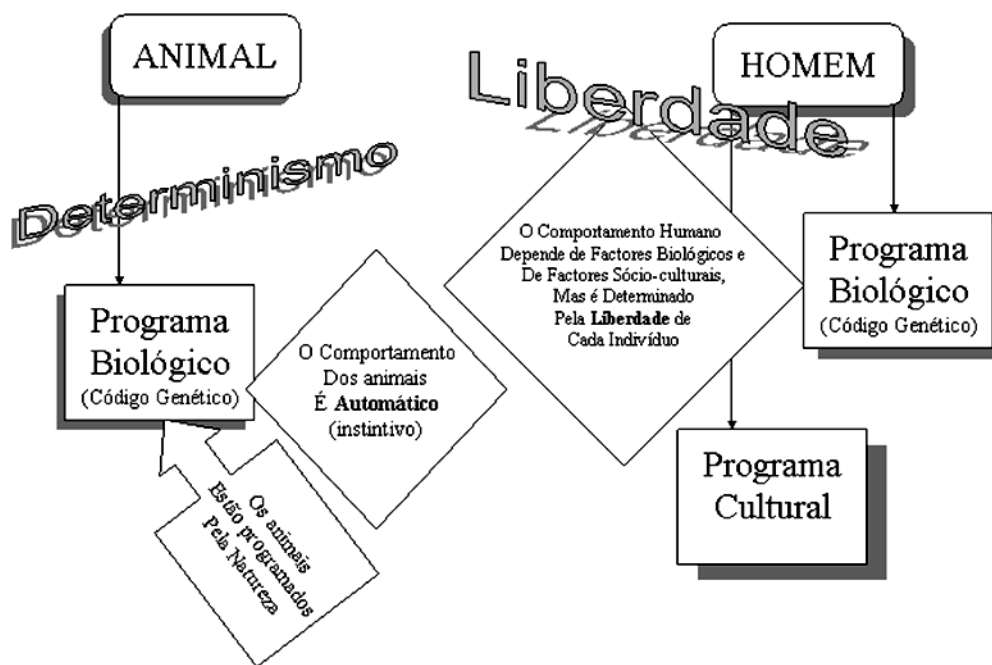 ANIMAL
Determinismo
Programa
Biológico
(Código Genético)
O Comportamento
Dos animais
É Automático
(instintivo)
Os animais
Estão programados
Pela Natureza
Liberdade
HOMEM
O Comportamento Humano
Depende de Factores Biológicos e
De Factores Sócio-culturais,
Mas é Determinado
Pela Liberdade de
Cada Indivíduo
Programa
Biológico
(Código Genético)
Programa
Cultural